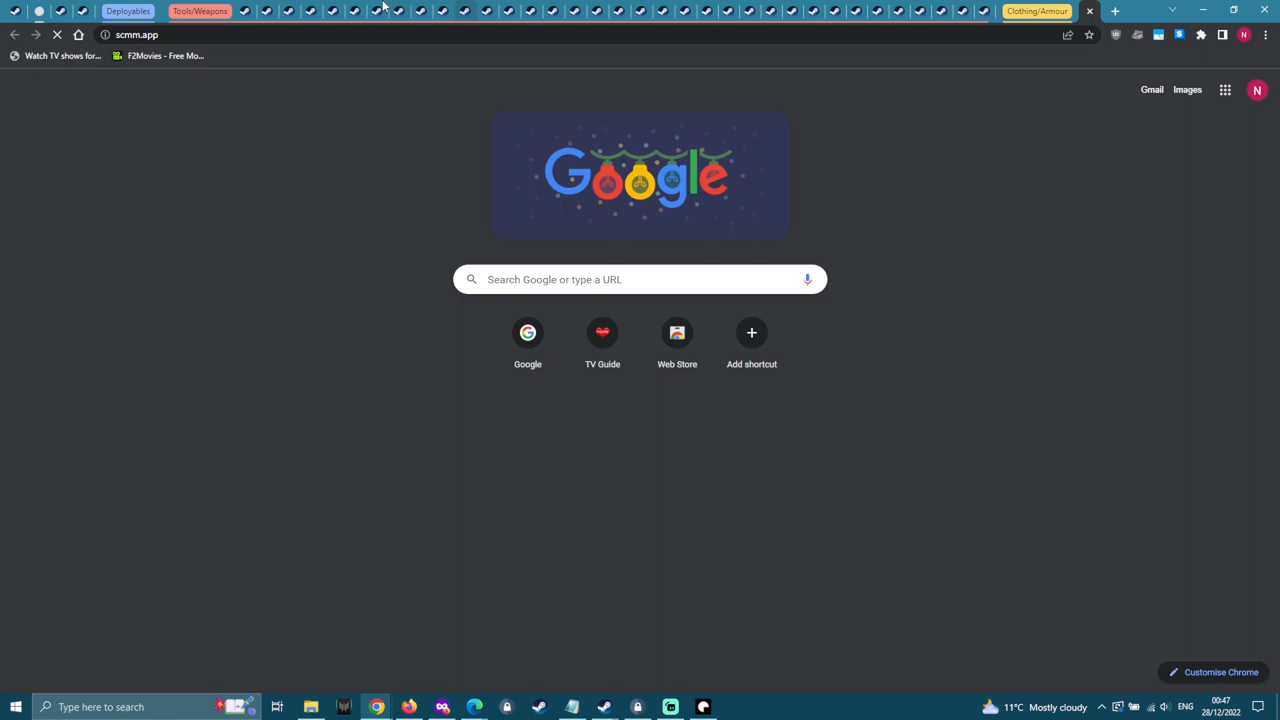 Deployables
Tools/Weapons
Clothing/Armour
scmm.app
N
Watch TV shows for...
F2Movies - Free Mo...
Gmail
Images
N
Google
Search Google or type a URL
Google
TV Guide
Web Store
Add shortcut
Customise Chrome
Type here to search
11°C Mostly cloudy
ENG
00:47
28/12/2022